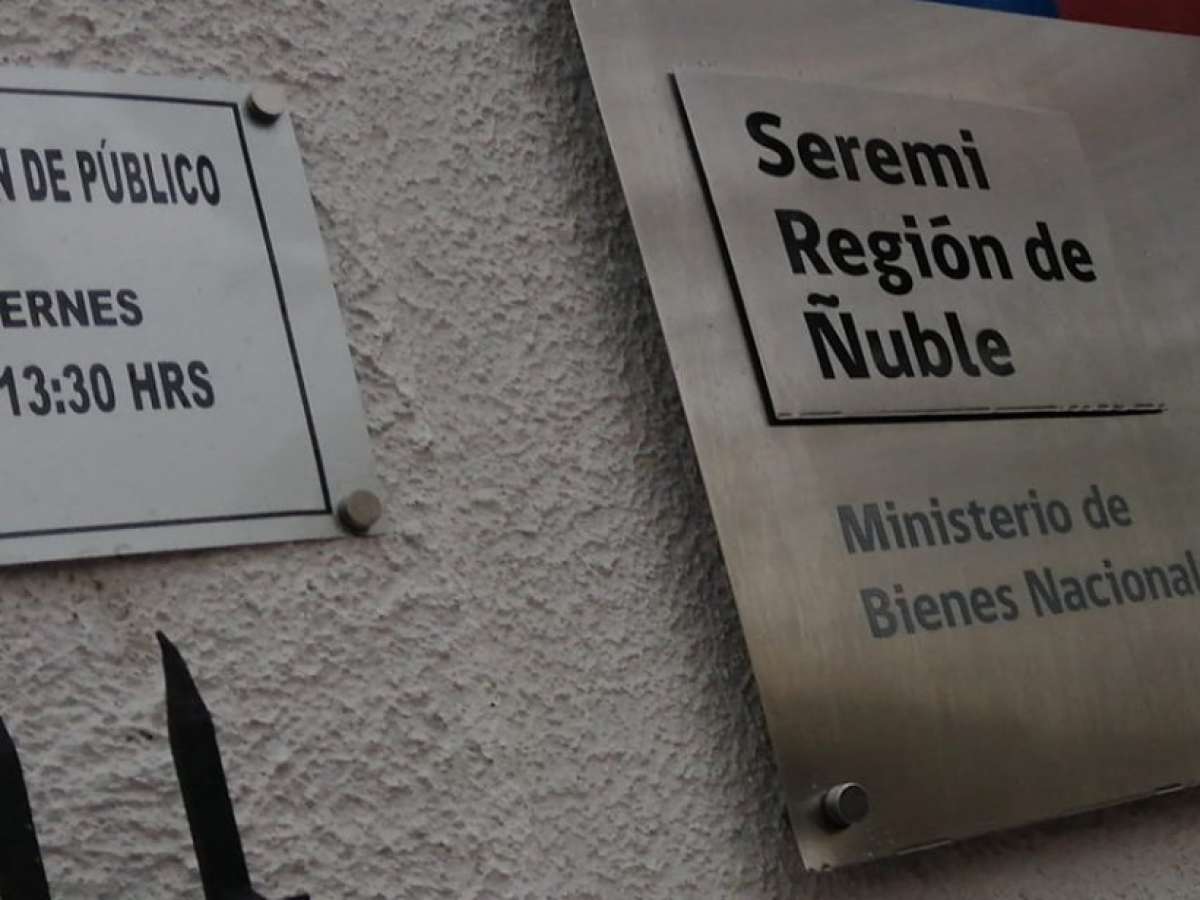 N DE PÚBLICO
ERNES
13:30 HRS
Seremi
Región de
Ñuble
Ministerio de
Bienes Nacional